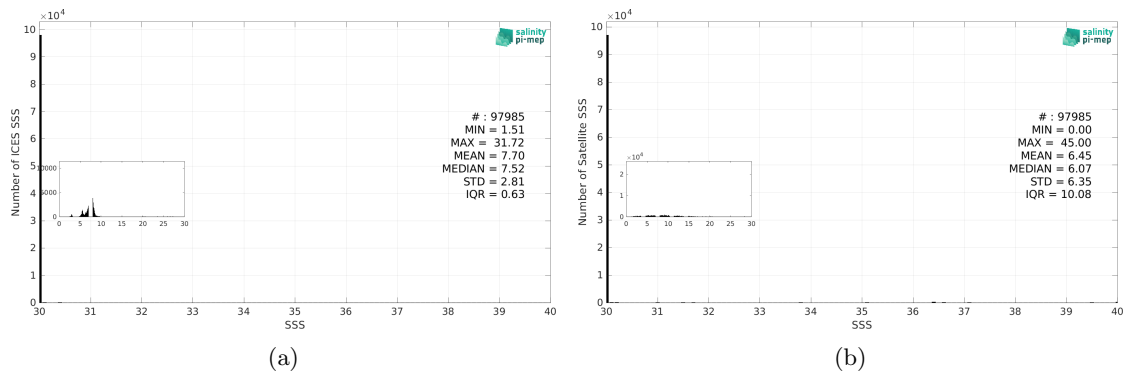 ×10⁴
10
9
8
7
6
5
4
3
2
1
0
Number of ICES SSS
salinity
pi-mep
# : 97985
MIN = 1.51
MAX = 31.72
MEAN = 7.70
MEDIAN = 7.52
STD = 2.81
IQR = 0.63
10000
5000
0
0 5 10 15 20 25 30
30 31 32 33 34 35 36 37 38 39 40
SSS
(a)
×10⁴
10
9
8
7
6
5
4
3
2
1
0
Number of Satellite SSS
salinity
pi-mep
# : 97985
MIN = 0.00
MAX = 45.00
MEAN = 6.45
MEDIAN = 6.07
STD = 6.35
IQR = 10.08
×10⁴
2
1
0
0 5 10 15 20 25 30
30 31 32 33 34 35 36 37 38 39 40
SSS
(b)